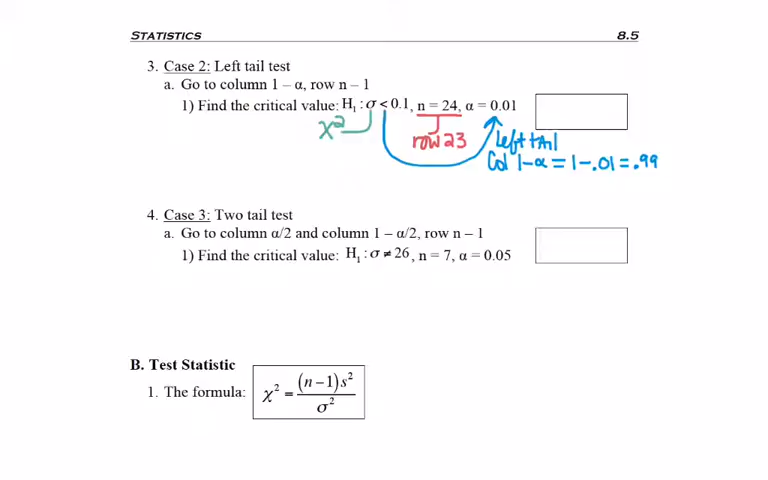 STATISTICS 8.5
3. Case 2: Left tail test
a. Go to column 1 – α, row n – 1
1) Find the critical value: H₁ : σ < 0.1, n = 24, α = 0.01
χ² row 23 Left tail
Col 1-α = 1-.01 = .99
4. Case 3: Two tail test
a. Go to column α/2 and column 1 – α/2, row n – 1
1) Find the critical value: H₁ : σ ≠ 26, n = 7, α = 0.05
B. Test Statistic
1. The formula: χ² = (n−1)s² / σ²